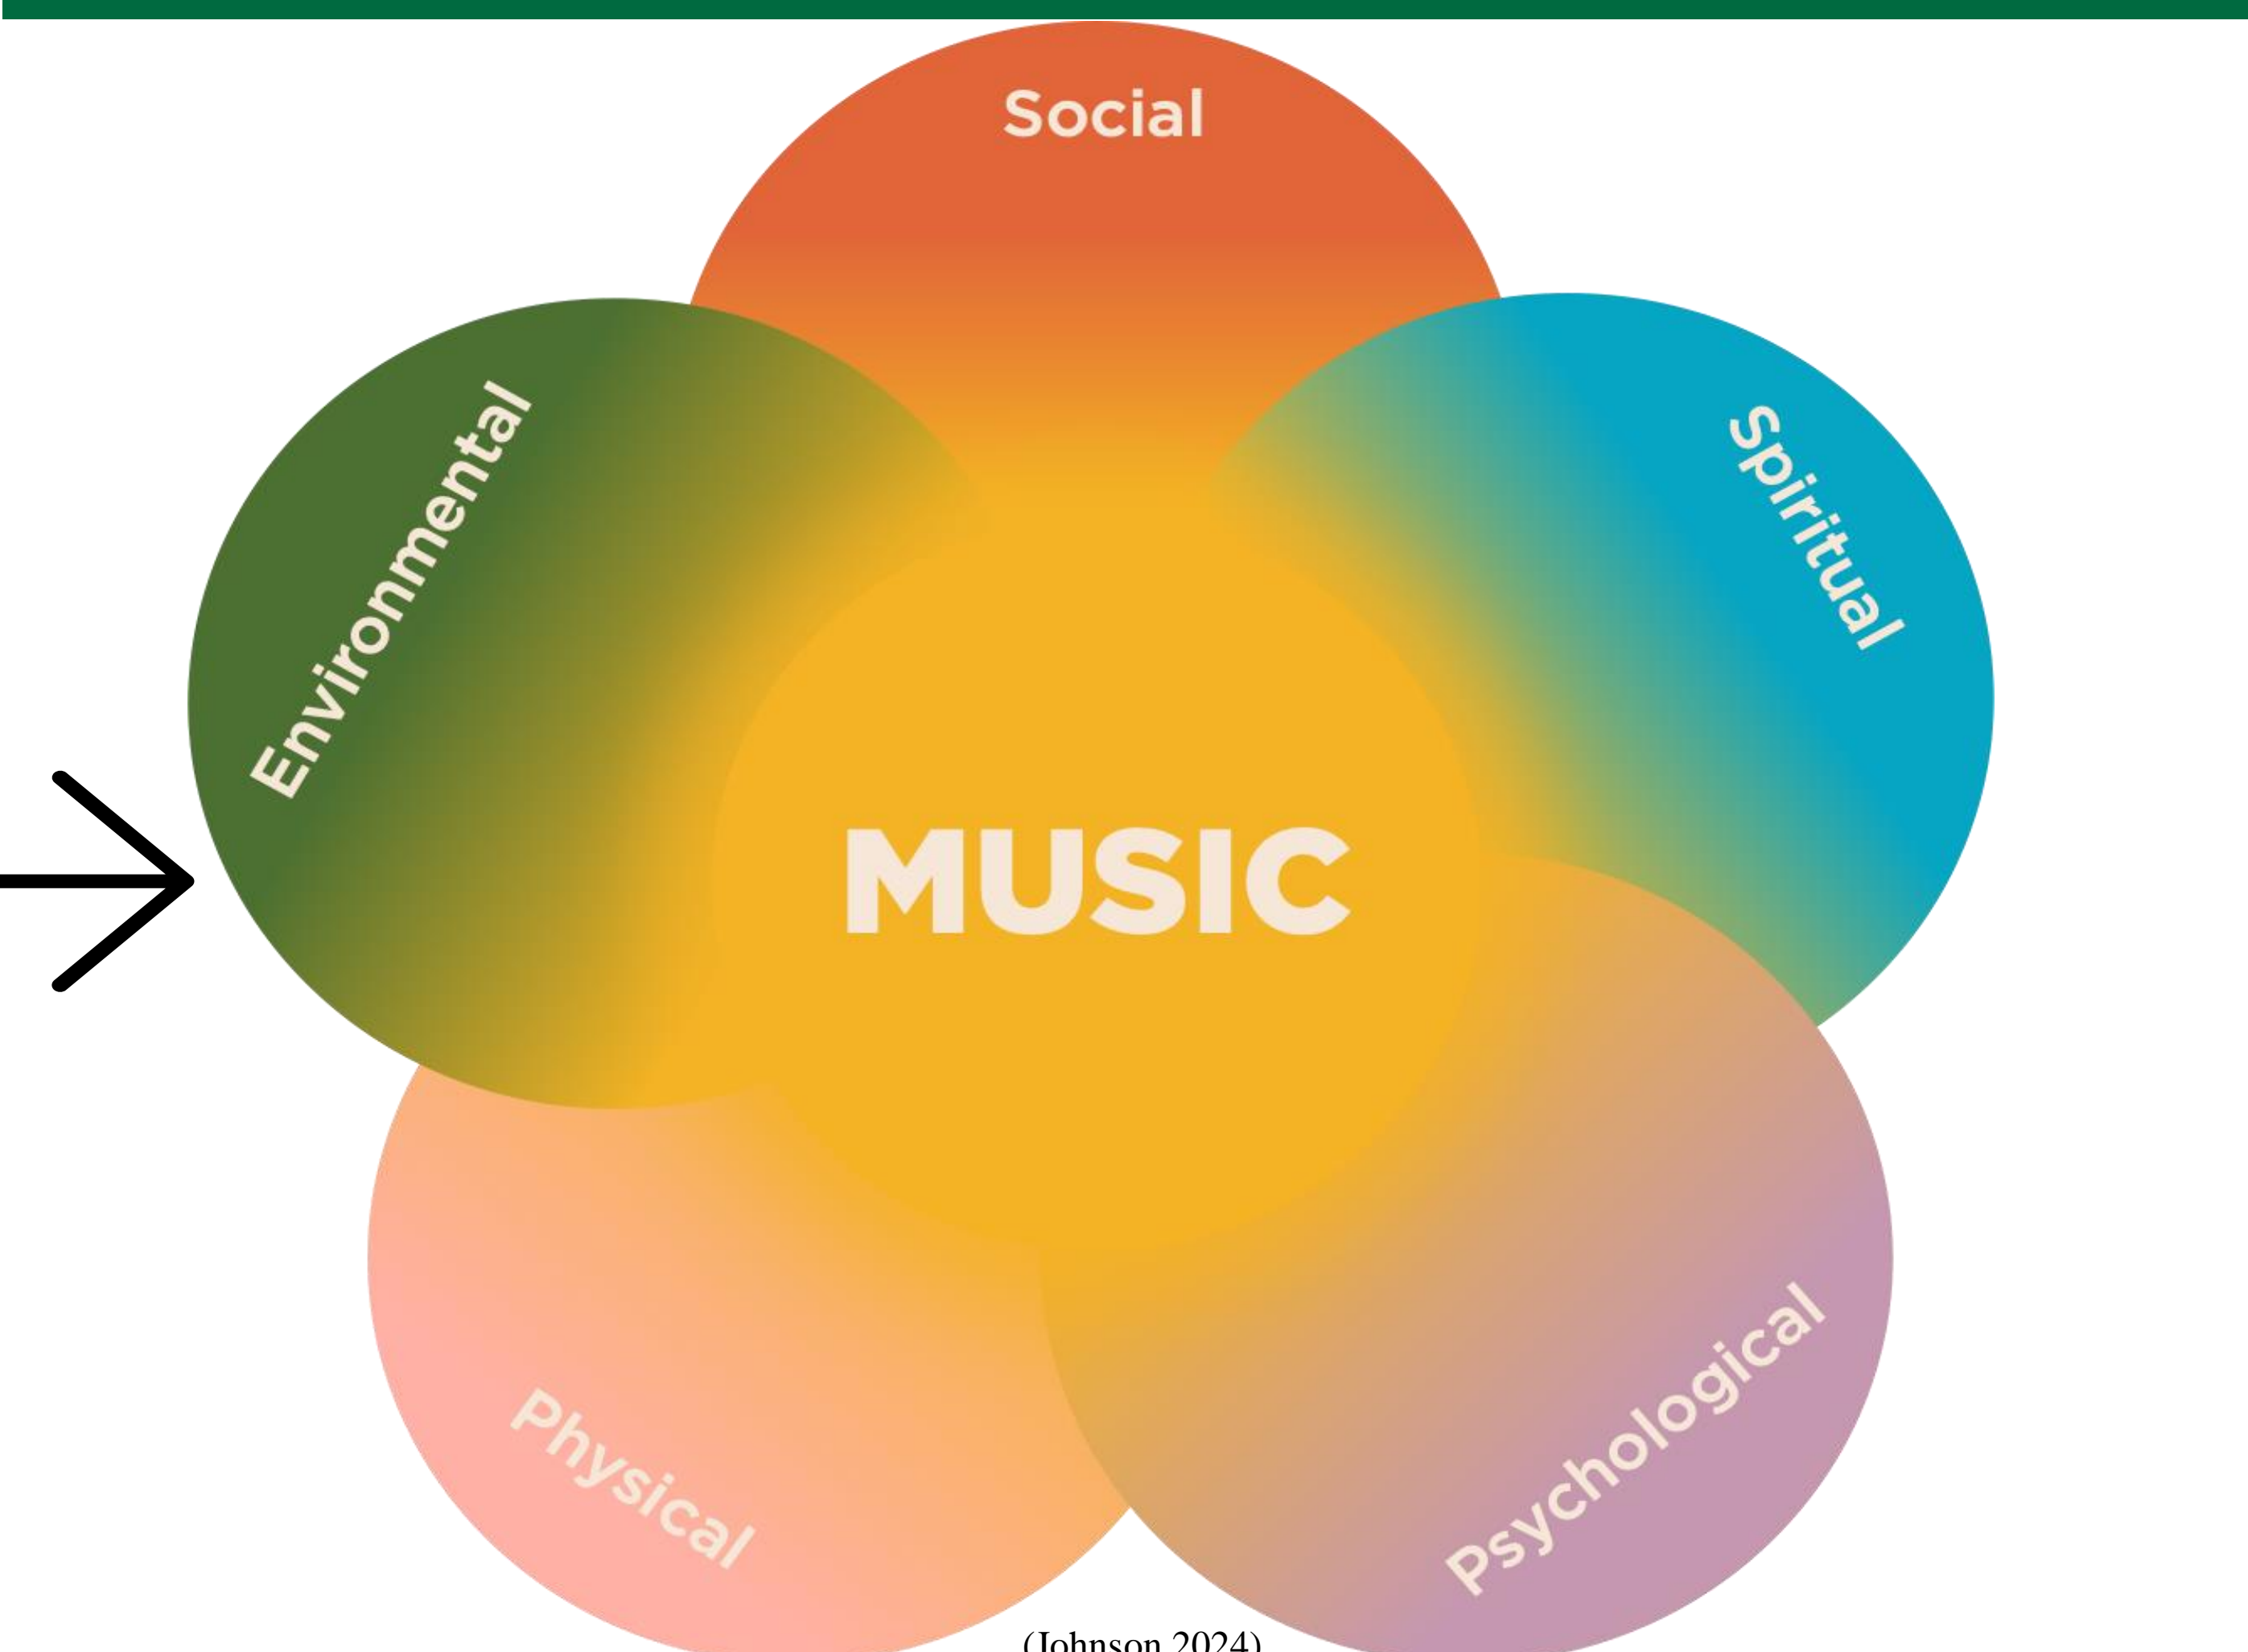 Social
Environmental
Spiritual
MUSIC
Physical
Psychological
(Johnson 2024)